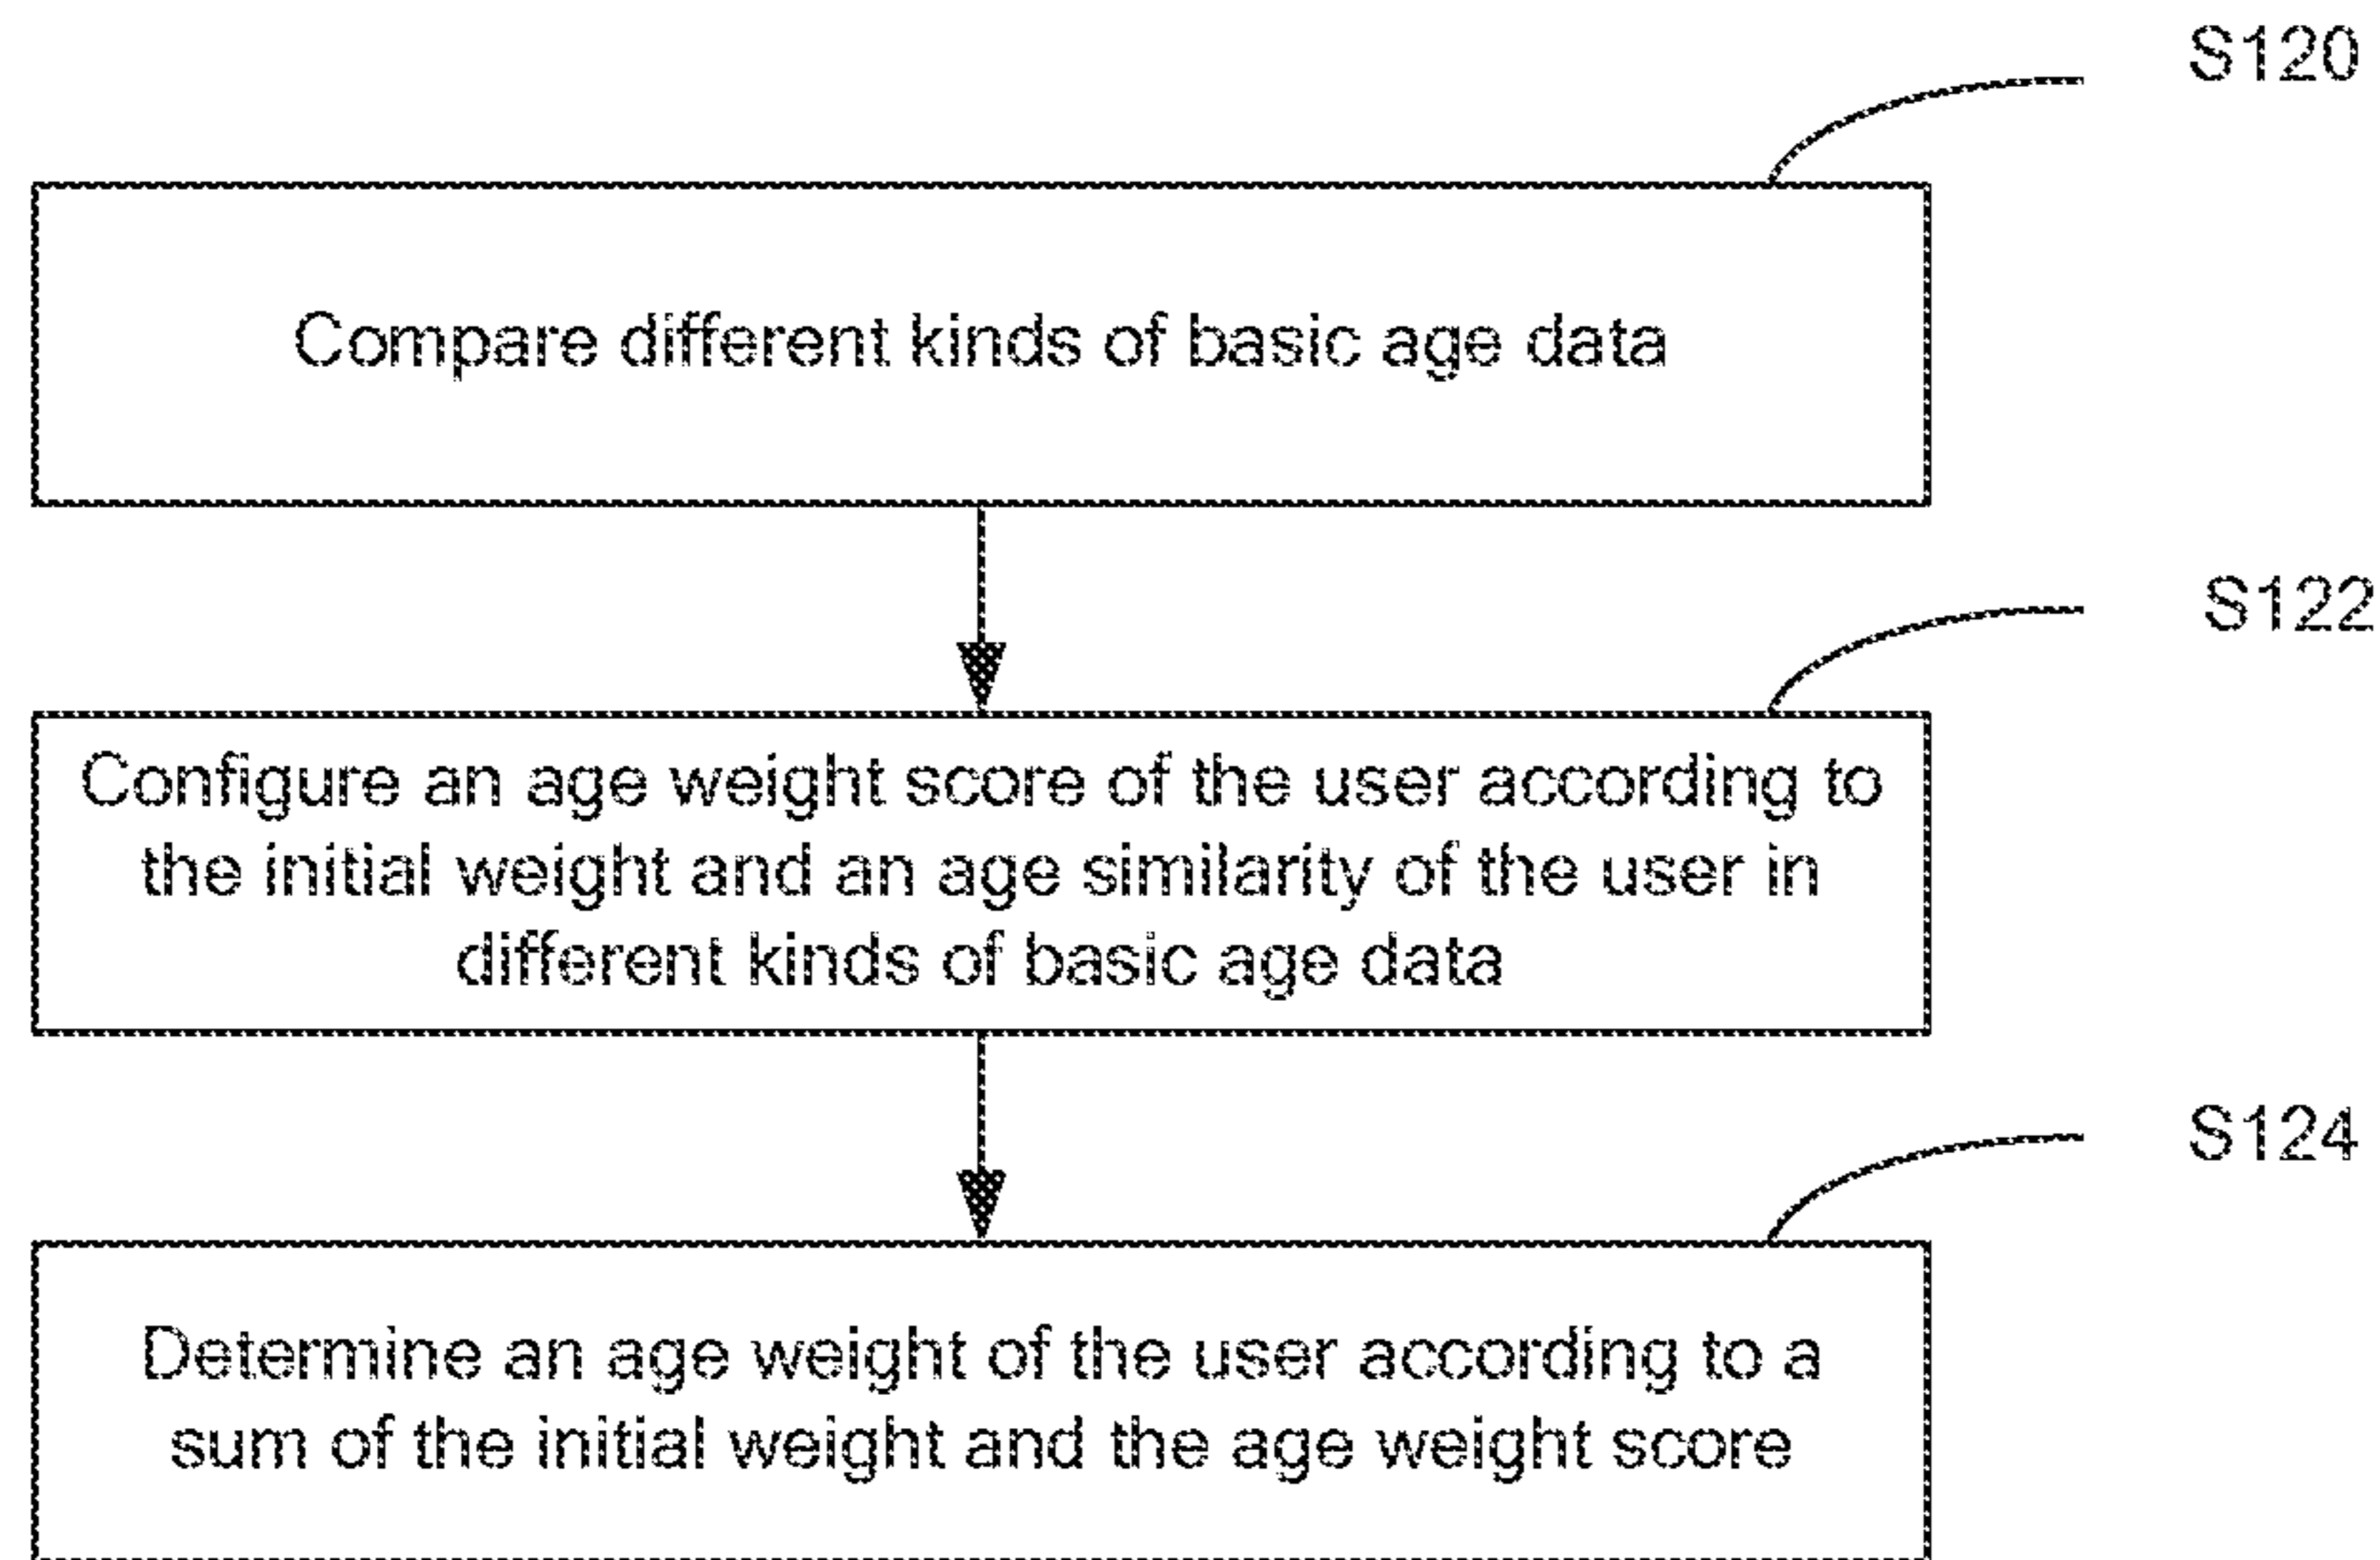 S120
Compare different kinds of basic age data
S122
Configure an age weight score of the user according to
the initial weight and an age similarity of the user in
different kinds of basic age data
S124
Determine an age weight of the user according to a
sum of the initial weight and the age weight score